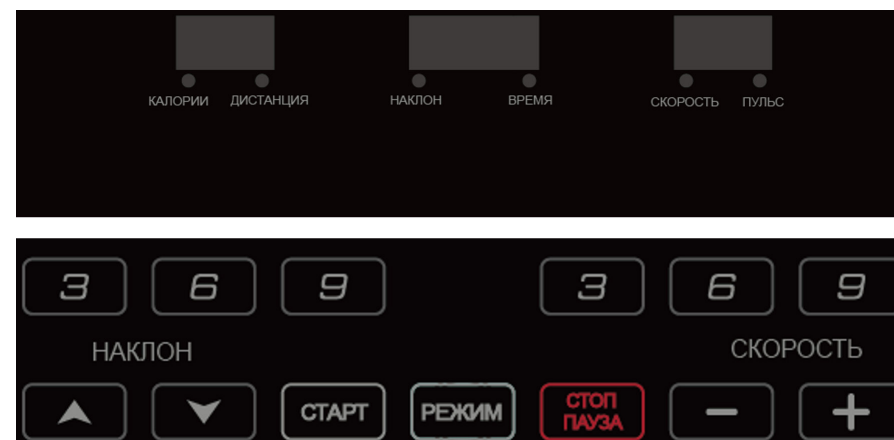 КАЛОРИИ ДИСТАНЦИЯ НАКЛОН ВРЕМЯ СКОРОСТЬ ПУЛЬС
3 6 9 3 6 9
НАКЛОН СКОРОСТЬ
СТАРТ РЕЖИМ СТОП ПАУЗА - +